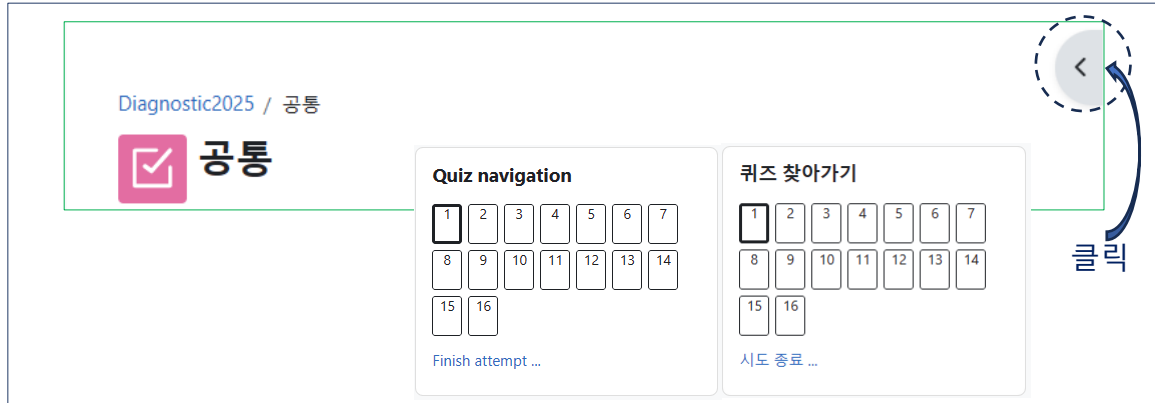 Diagnostic2025 / 공통
공통
Quiz navigation
1 2 3 4 5 6 7
8 9 10 11 12 13 14
15 16
Finish attempt ...
퀴즈 찾아가기
1 2 3 4 5 6 7
8 9 10 11 12 13 14
15 16
시도 종료 ...
클릭